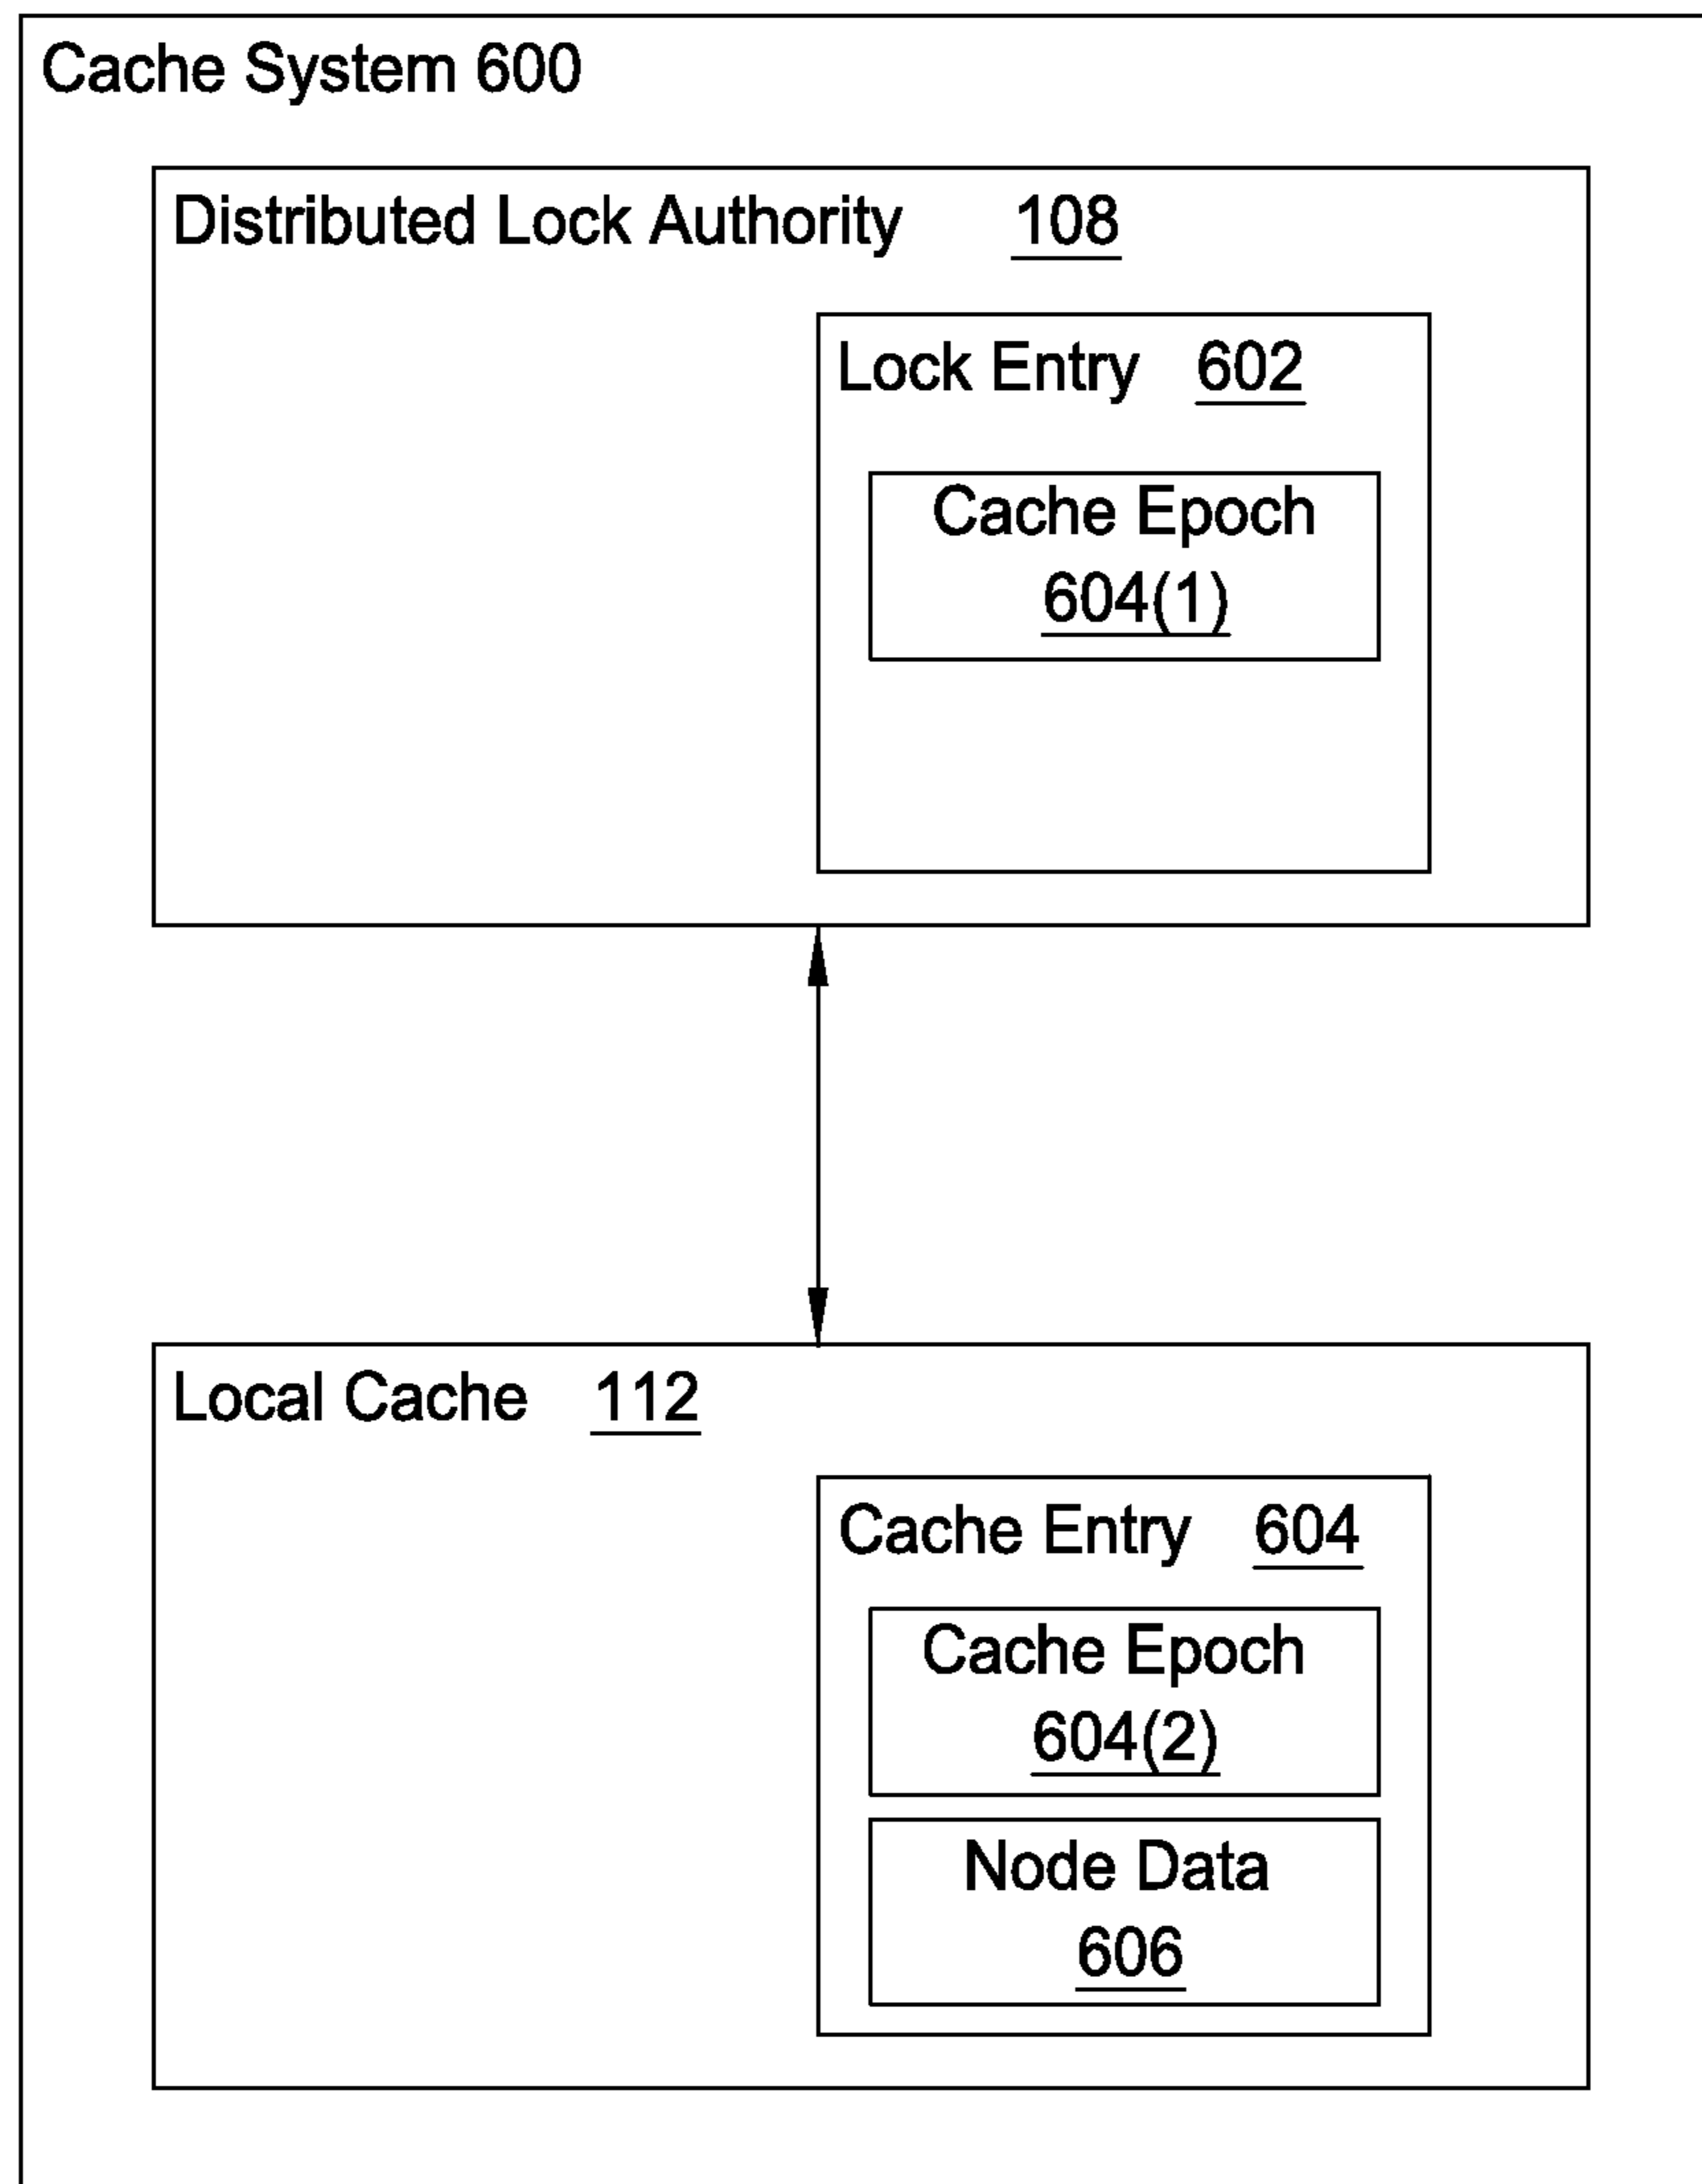 Cache System 600
Distributed Lock Authority 108
Lock Entry 602
Cache Epoch
604(1)
Local Cache 112
Cache Entry 604
Cache Epoch
604(2)
Node Data
606